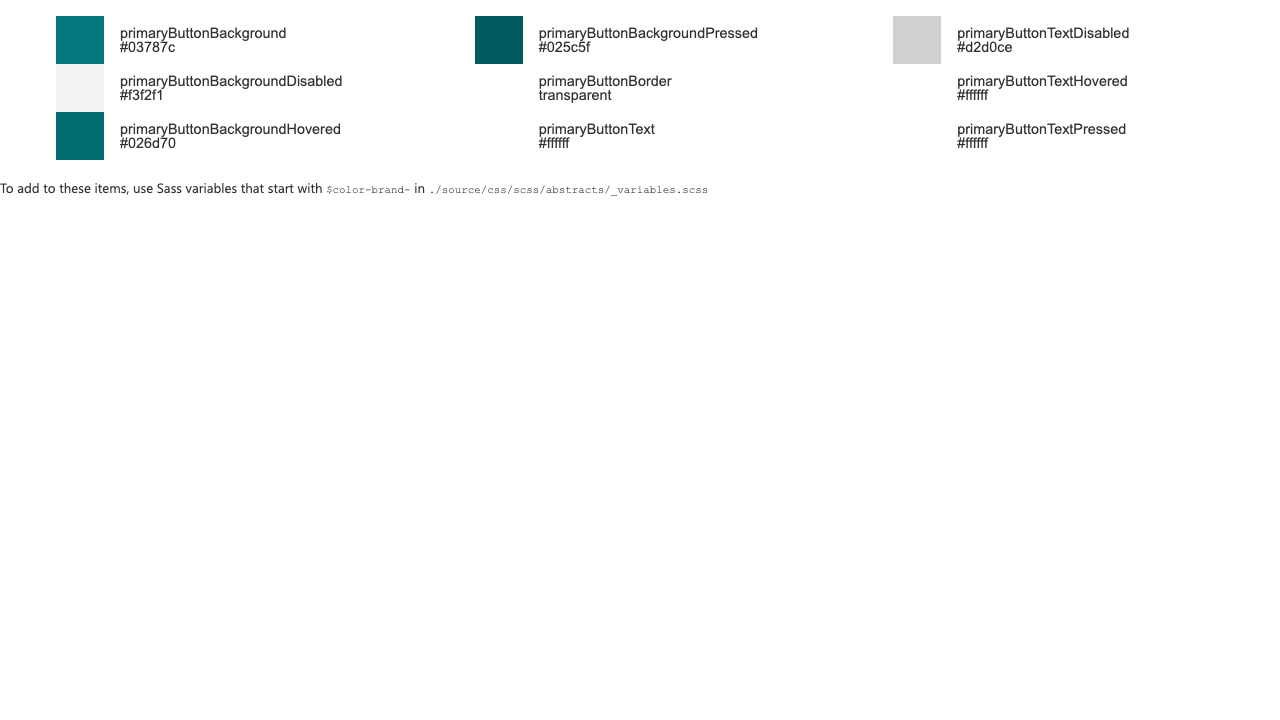 primaryButtonBackground
#03787c
primaryButtonBackgroundDisabled
#f3f2f1
primaryButtonBackgroundHovered
#026d70
primaryButtonBackgroundPressed
#025c5f
primaryButtonBorder
transparent
primaryButtonText
#ffffff
primaryButtonTextDisabled
#d2d0ce
primaryButtonTextHovered
#ffffff
primaryButtonTextPressed
#ffffff
To add to these items, use Sass variables that start with $color-brand- in ./source/css/scss/abstracts/_variables.scss